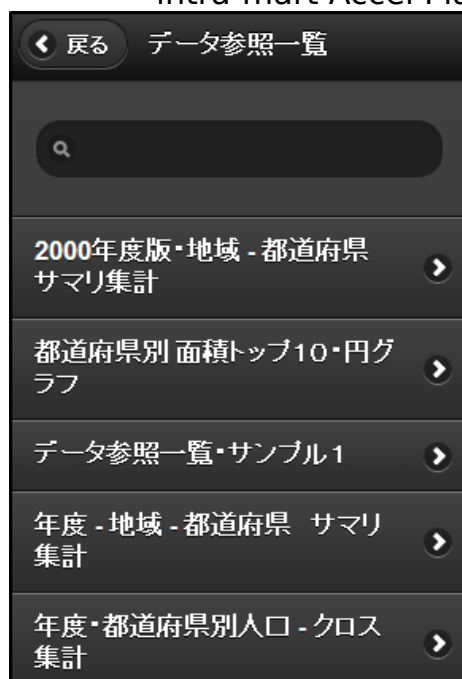 戻る データ参照一覧
2000年度版・地域 - 都道府県
サマリ集計
都道府県別 面積トップ10・円グ
ラフ
データ参照一覧・サンプル1
年度 - 地域 - 都道府県　サマリ
集計
年度・都道府県別人口 - クロス
集計